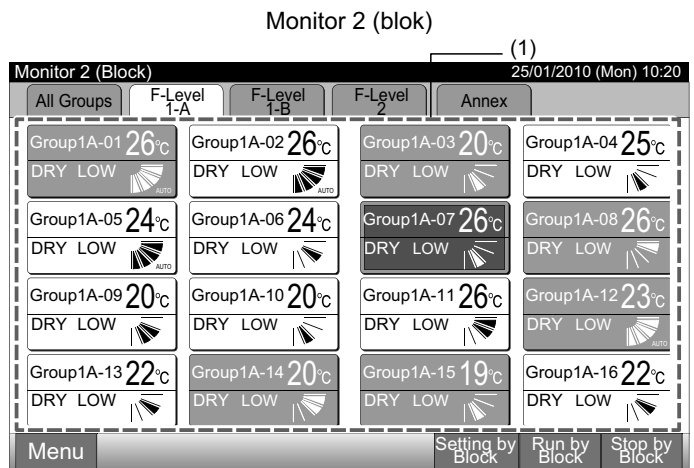 Monitor 2 (blok)
(1)
Monitor 2 (Block) 25/01/2010 (Mon) 10:20
All Groups F-Level 1-A F-Level 1-B F-Level 2 Annex
Group1A-01 26°C Group1A-02 26°C Group1A-03 20°C Group1A-04 25°C
DRY LOW AUTO DRY LOW AUTO DRY LOW DRY LOW
Group1A-05 24°C Group1A-06 24°C Group1A-07 26°C Group1A-08 26°C
DRY LOW AUTO DRY LOW DRY LOW DRY LOW
Group1A-09 20°C Group1A-10 20°C Group1A-11 26°C Group1A-12 23°C
DRY LOW DRY LOW DRY LOW DRY LOW AUTO
Group1A-13 22°C Group1A-14 20°C Group1A-15 19°C Group1A-16 22°C
DRY LOW DRY LOW DRY LOW DRY LOW
Menu Setting by Block Run by Block Stop by Block